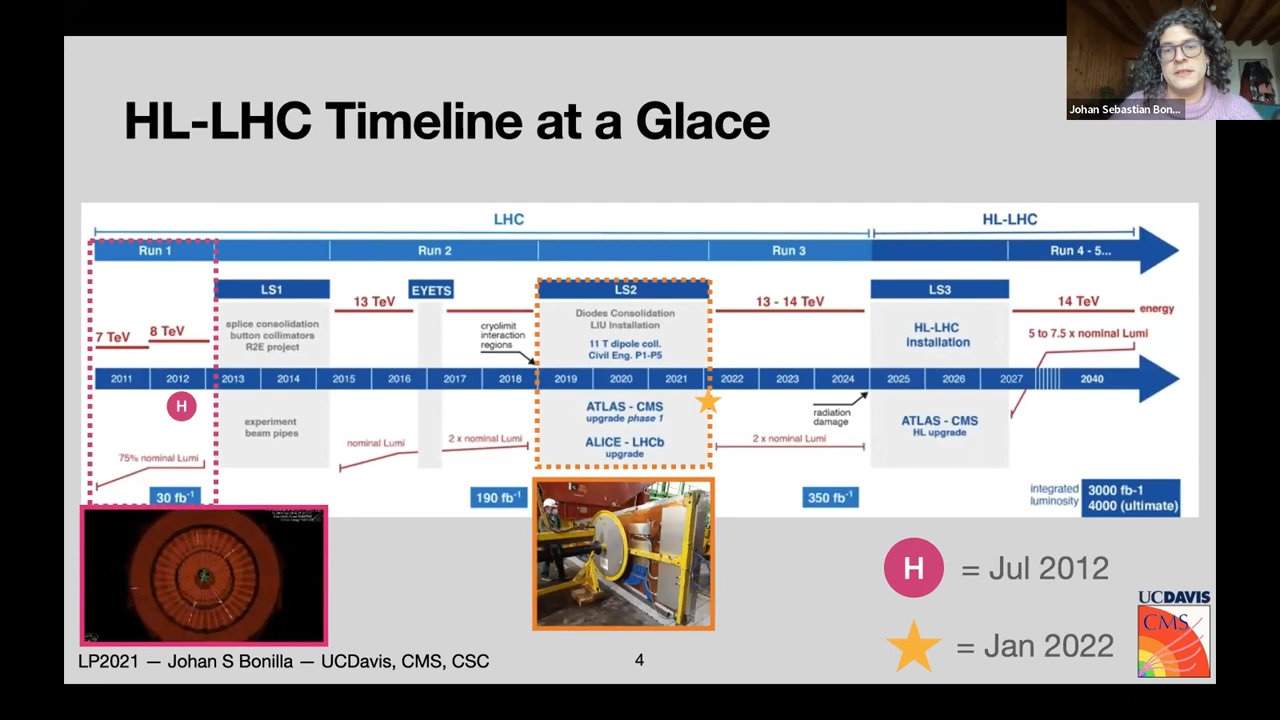 Johan Sebastian Bon...
HL-LHC Timeline at a Glace
LHC
HL-LHC
Run 1
Run 2
Run 3
Run 4 - 5...
LS1
EYETS
LS2
LS3
13 TeV
13 - 14 TeV
14 TeV
energy
7 TeV
8 TeV
splice consolidation
button collimators
R2E project
cryolimit
interaction
regions
Diodes Consolidation
LIU Installation
11 T dipole coll.
Civil Eng. P1-P5
HL-LHC
installation
5 to 7.5 x nominal Lumi
2011 2012 2013 2014 2015 2016 2017 2018 2019 2020 2021 2022 2023 2024 2025 2026 2027 2040
H
experiment
beam pipes
ATLAS - CMS
upgrade phase 1
ALICE - LHCb
upgrade
radiation
damage
ATLAS - CMS
HL upgrade
75% nominal Lumi
nominal Lumi
2 x nominal Lumi
2 x nominal Lumi
30 fb-1
190 fb-1
350 fb-1
integrated
luminosity
3000 fb-1
4000 (ultimate)
H = Jul 2012
= Jan 2022
UCDAVIS
CMS
LP2021 — Johan S Bonilla — UCDavis, CMS, CSC
4